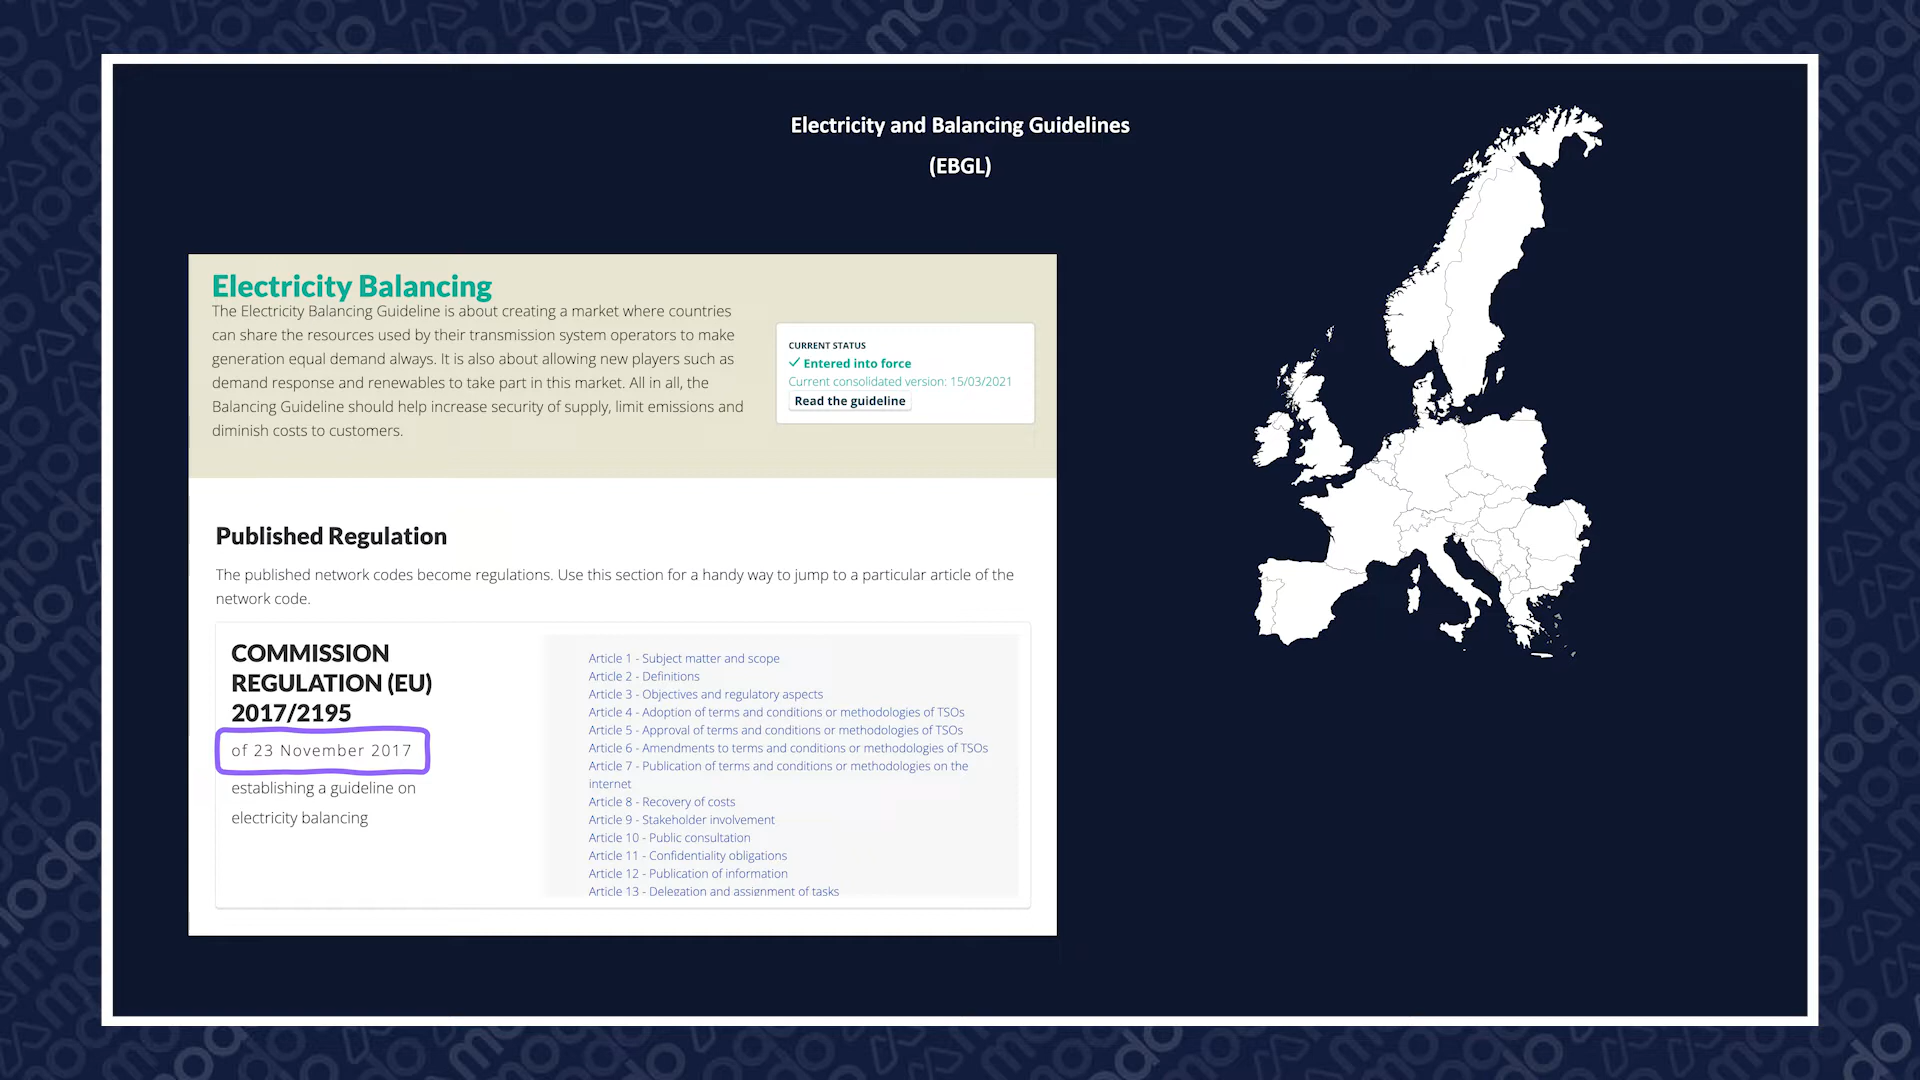 Electricity and Balancing Guidelines
(EBGL)
Electricity Balancing
The Electricity Balancing Guideline is about creating a market where countries
can share the resources used by their transmission system operators to make
generation equal demand always. It is also about allowing new players such as
demand response and renewables to take part in this market. All in all, the
Balancing Guideline should help increase security of supply, limit emissions and
diminish costs to customers.
CURRENT STATUS
✓ Entered into force
Current consolidated version: 15/03/2021
Read the guideline
Published Regulation
The published network codes become regulations. Use this section for a handy way to jump to a particular article of the
network code.
COMMISSION
REGULATION (EU)
2017/2195
of 23 November 2017
establishing a guideline on
electricity balancing
Article 1 - Subject matter and scope
Article 2 - Definitions
Article 3 - Objectives and regulatory aspects
Article 4 - Adoption of terms and conditions or methodologies of TSOs
Article 5 - Approval of terms and conditions or methodologies of TSOs
Article 6 - Amendments to terms and conditions or methodologies of TSOs
Article 7 - Publication of terms and conditions or methodologies on the
internet
Article 8 - Recovery of costs
Article 9 - Stakeholder involvement
Article 10 - Public consultation
Article 11 - Confidentiality obligations
Article 12 - Publication of information
Article 13 - Delegation and assignment of tasks